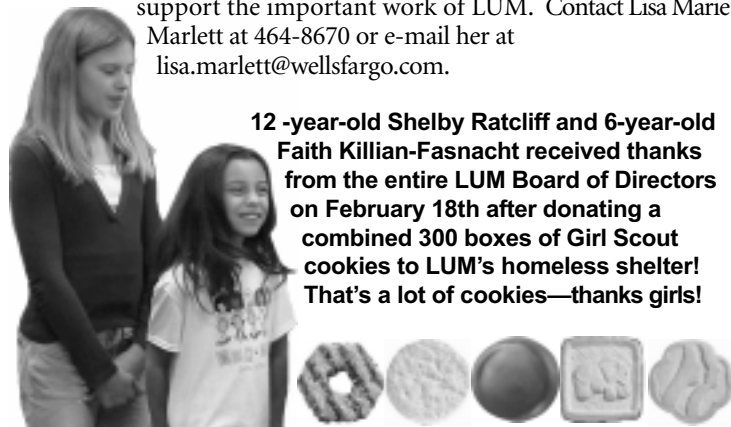 support the important work of LUM. Contact Lisa Marie
Marlett at 464-8670 or e-mail her at
lisa.marlett@wellsfargo.com.
12 -year-old Shelby Ratcliff and 6-year-old
Faith Killian-Fasnacht received thanks
from the entire LUM Board of Directors
on February 18th after donating a
combined 300 boxes of Girl Scout
cookies to LUM's homeless shelter!
That's a lot of cookies—thanks girls!